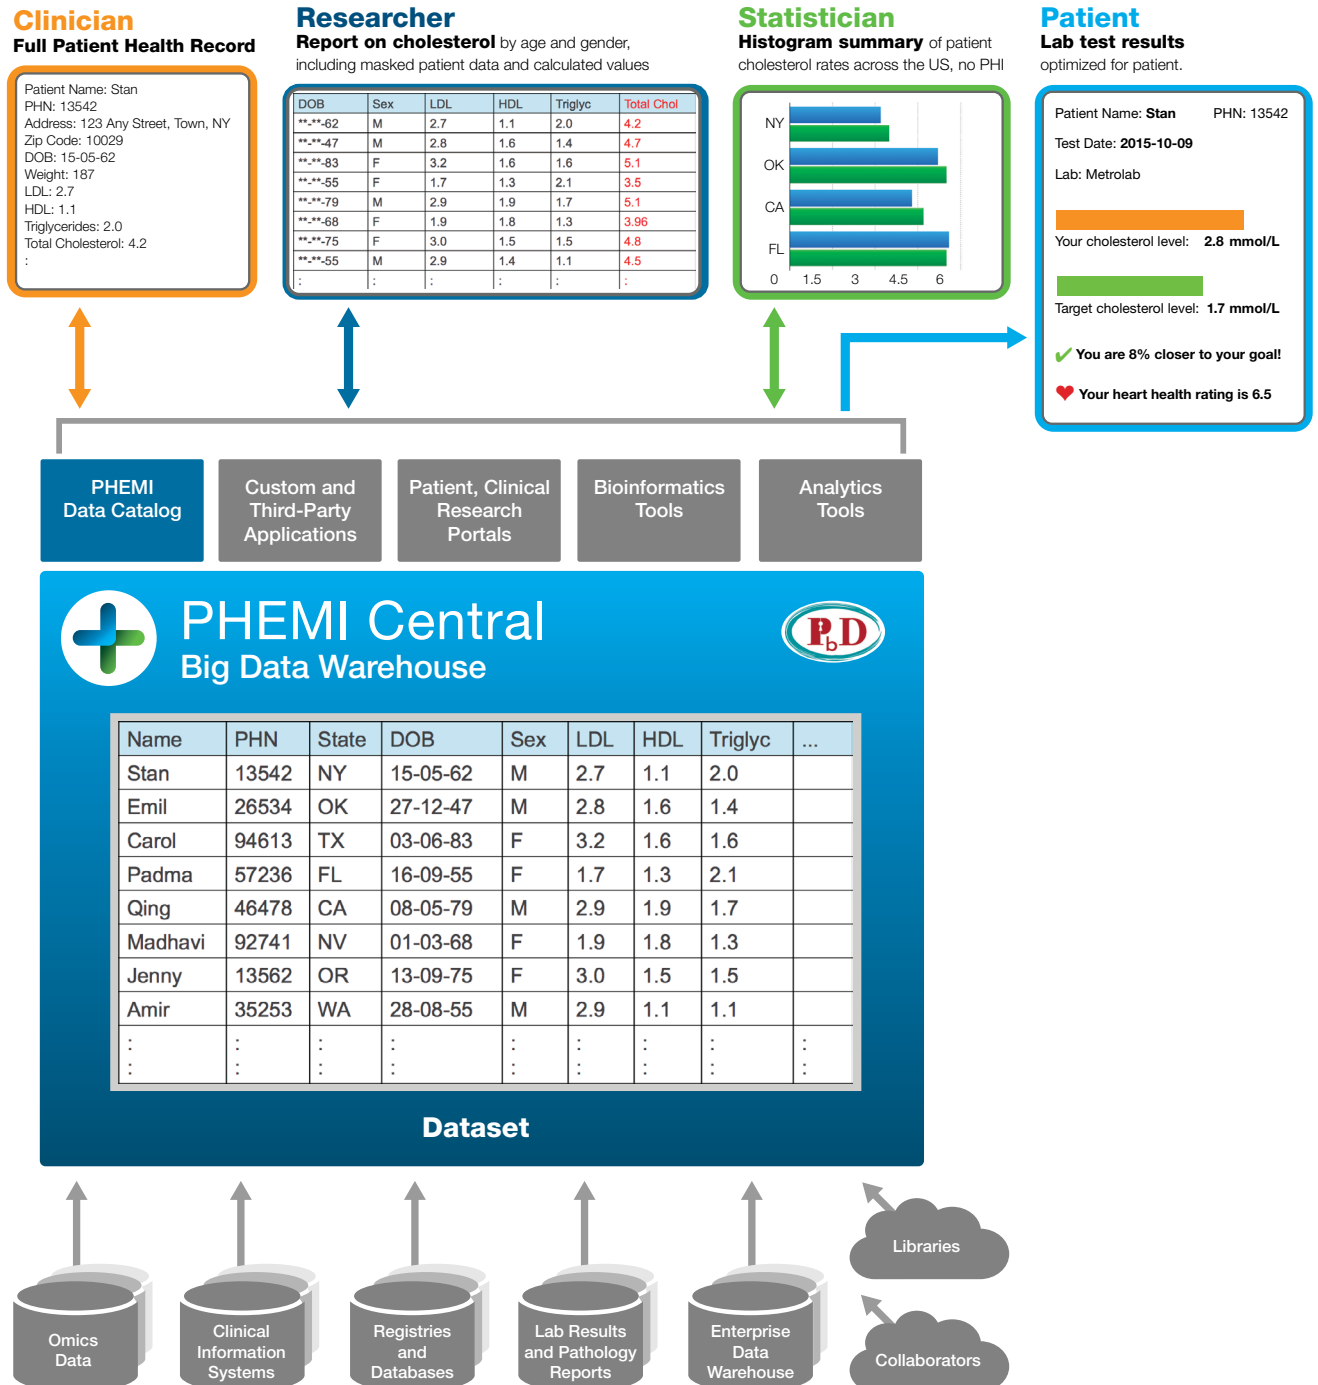 Clinician
Full Patient Health Record
Patient Name: Stan
PHN: 13542
Address: 123 Any Street, Town, NY
Zip Code: 10029
DOB: 15-05-62
Weight: 187
LDL: 2.7
HDL: 1.1
Triglycerides: 2.0
Total Cholesterol: 4.2
:
Researcher
Report on cholesterol by age and gender,
including masked patient data and calculated values
DOB Sex LDL HDL Triglyc Total Chol
**-**-62 M 2.7 1.1 2.0 4.2
**-**-47 M 2.8 1.6 1.4 4.7
**-**-83 F 3.2 1.6 1.6 5.1
**-**-55 F 1.7 1.3 2.1 3.5
**-**-79 M 2.9 1.9 1.7 5.1
**-**-68 F 1.9 1.8 1.3 3.96
**-**-75 F 3.0 1.5 1.5 4.8
**-**-55 M 2.9 1.4 1.1 4.5
: : : : : :
Statistician
Histogram summary of patient
cholesterol rates across the US, no PHI
NY
OK
CA
FL
0 1.5 3 4.5 6
Patient
Lab test results
optimized for patient.
Patient Name: Stan PHN: 13542
Test Date: 2015-10-09
Lab: Metrolab
Your cholesterol level: 2.8 mmol/L
Target cholesterol level: 1.7 mmol/L
You are 8% closer to your goal!
Your heart health rating is 6.5
PHEMI
Data Catalog
Custom and
Third-Party
Applications
Patient, Clinical
Research
Portals
Bioinformatics
Tools
Analytics
Tools
PHEMI Central
Big Data Warehouse
PbD
Name PHN State DOB Sex LDL HDL Triglyc ...
Stan 13542 NY 15-05-62 M 2.7 1.1 2.0
Emil 26534 OK 27-12-47 M 2.8 1.6 1.4
Carol 94613 TX 03-06-83 F 3.2 1.6 1.6
Padma 57236 FL 16-09-55 F 1.7 1.3 2.1
Qing 46478 CA 08-05-79 M 2.9 1.9 1.7
Madhavi 92741 NV 01-03-68 F 1.9 1.8 1.3
Jenny 13562 OR 13-09-75 F 3.0 1.5 1.5
Amir 35253 WA 28-08-55 M 2.9 1.1 1.1
: : : : : : : : :
: : : : : : : : :
Dataset
Omics
Data
Clinical
Information
Systems
Registries
and
Databases
Lab Results
and Pathology
Reports
Enterprise
Data
Warehouse
Libraries
Collaborators